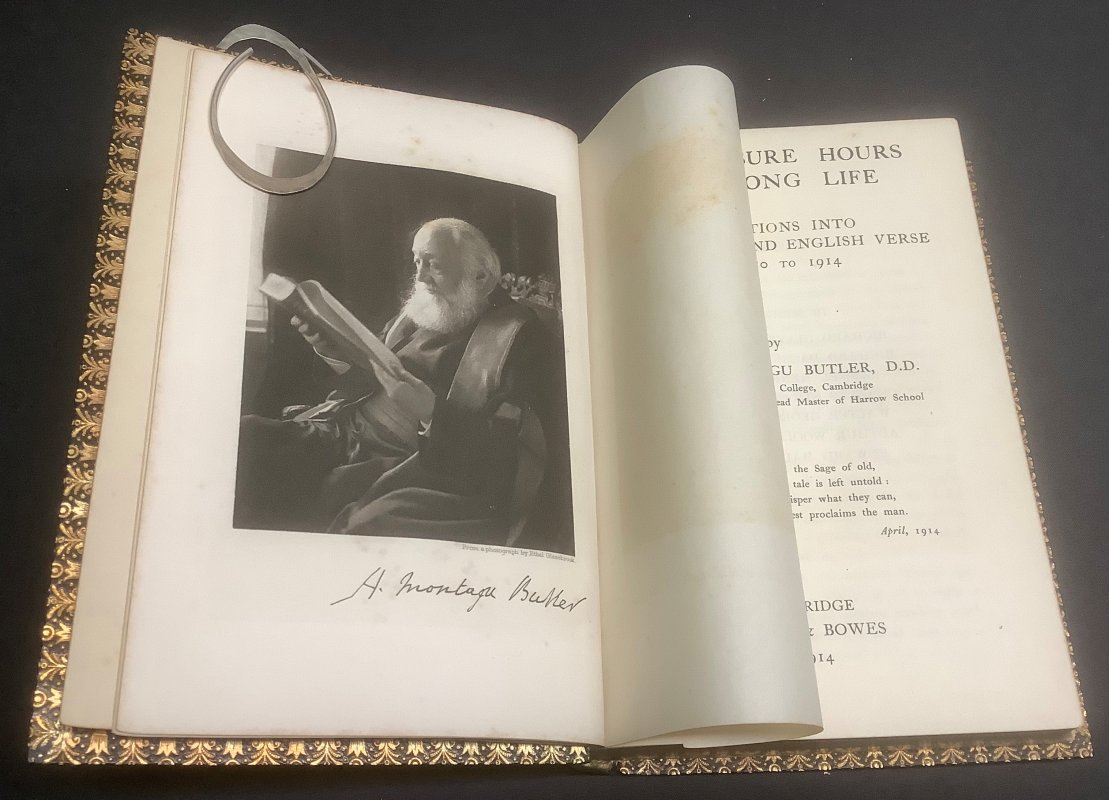 From a photograph by Ethel Glazebrook
H. Montagu Butler
SURE HOURS
ONG LIFE
TIONS INTO
ND ENGLISH VERSE
O TO 1914
by
GU BUTLER, D.D.
College, Cambridge
ead Master of Harrow School
the Sage of old,
tale is left untold :
isper what they can,
est proclaims the man.
April, 1914
RIDGE
& BOWES
914